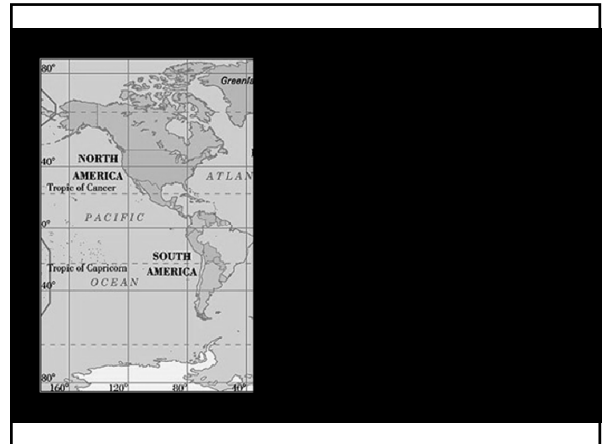 80°
Greenla
40°
NORTH
AMERICA
ATLAN
Tropic of Cancer
PACIFIC
0°
SOUTH
Tropic of Capricorn
AMERICA
40°
OCEAN
80°
160° 120° 80° 40°